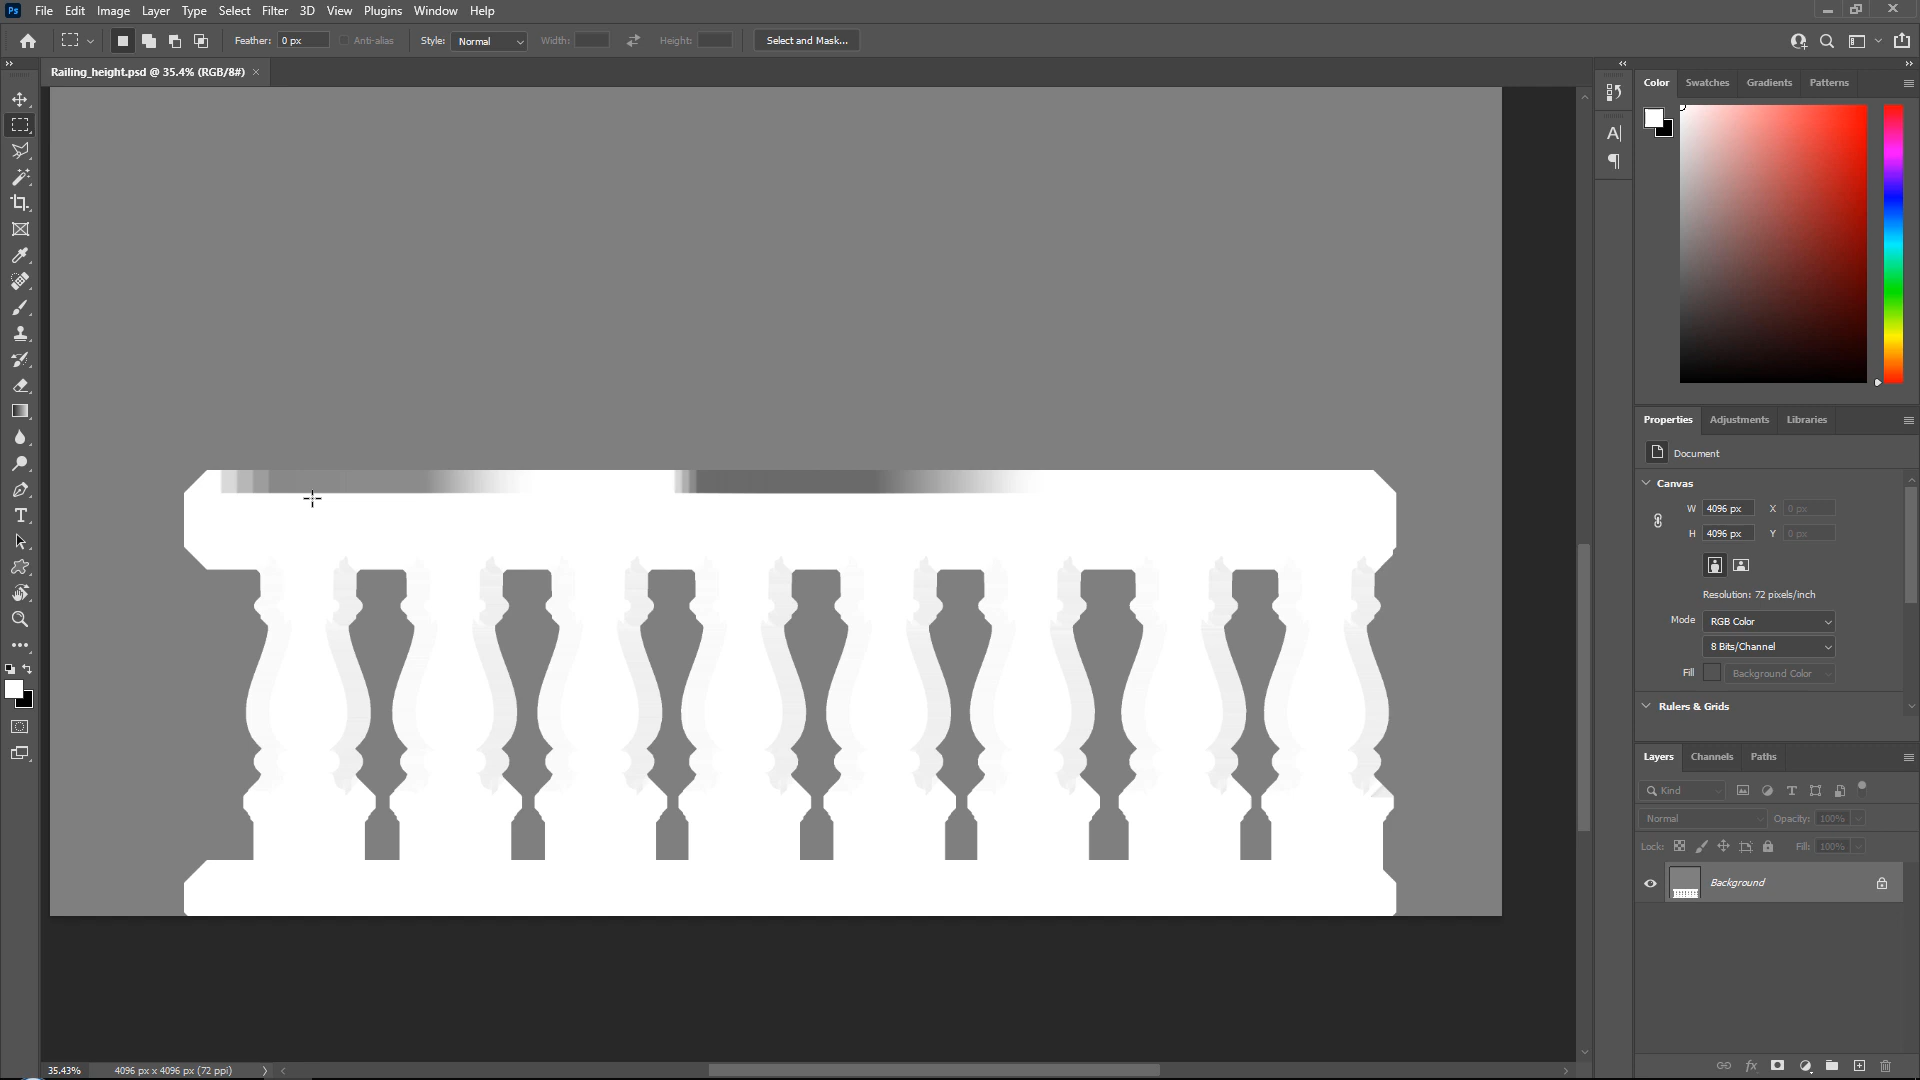 Ps File Edit Image Layer Type Select Filter 3D View Plugins Window Help
Feather: 0 px Anti-alias Style: Normal Width: Height: Select and Mask...
Railing_height.psd @ 35.4% (RGB/8#)
Color Swatches Gradients Patterns
Properties Adjustments Libraries
Document
Canvas
W 4096 px X 0 px
H 4096 px Y 0 px
Resolution: 72 pixels/inch
Mode RGB Color
8 Bits/Channel
Fill Background Color
Rulers & Grids
Layers Channels Paths
Kind
Normal Opacity: 100%
Lock: Fill: 100%
Background
fx
35.43% 4096 px x 4096 px (72 ppi)